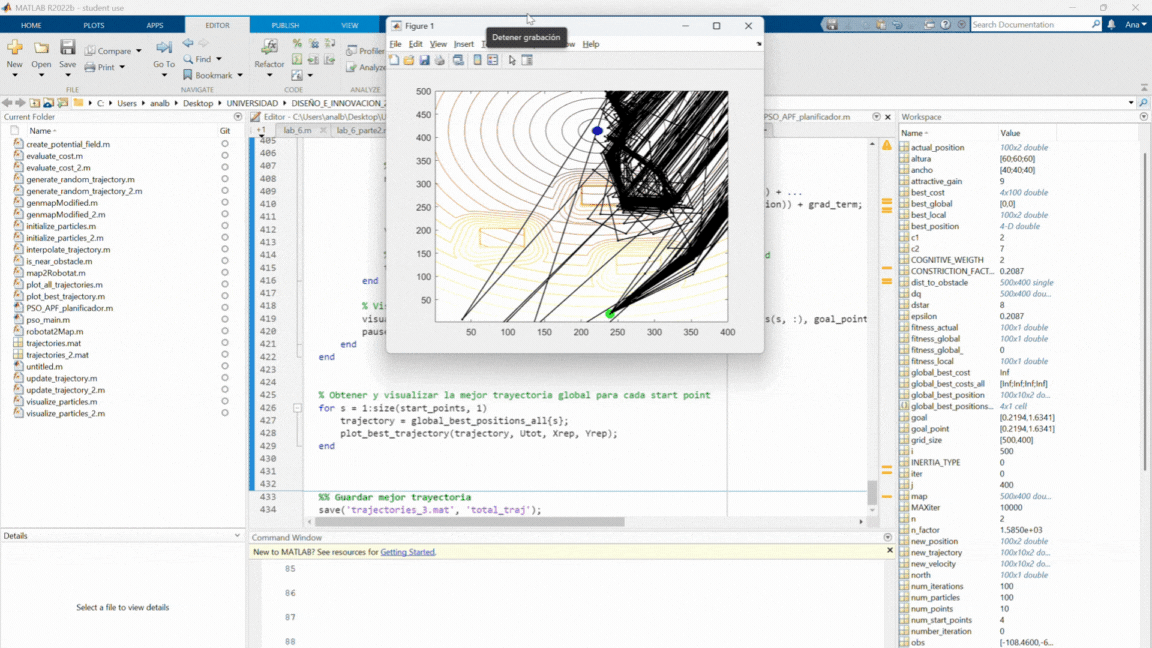 MATLAB R2022b - student use
HOME PLOTS APPS EDITOR PUBLISH VIEW
Search Documentation
Ana
Figure 1
Detener grabación
File Edit View Insert Help
New Open Save Compare Print Go To Find Bookmark Refactor Profiler Analyze
FILE NAVIGATE CODE ANALYZE
C: Users analb Desktop UNIVERSIDAD DISEÑO_E_INNOVACION_
Current Folder
Name Git
create_potential_field.m
evaluate_cost.m
evaluate_cost_2.m
generate_random_trajectory.m
generate_random_trajectory_2.m
genmapModified.m
genmapModified_2.m
initialize_particles.m
initialize_particles_2.m
interpolate_trajectory.m
is_near_obstacle.m
map2Robotat.m
plot_all_trajectories.m
plot_best_trajectory.m
PSO_APF_planificador.m
pso_main.m
robotat2Map.m
trajectories.mat
trajectories_2.mat
untitled.m
update_trajectory.m
update_trajectory_2.m
visualize_particles.m
visualize_particles_2.m
Details
Select a file to view details
Editor - C:\Users\analb\Desktop\U
PSO_APF_planificador.m
+1 lab_6.m lab_6_parte2.
500
450
400
350
300
250
200
150
100
50
50 100 150 200 250 300 350 400
405
406
407
408
409
410 ) + ...
411 ion)) + grad_term;
412
413
414 d
415
416 end
417
418 % Vi
419 visua s(s, :), goal_point
420 paus
421 end
422 end
423
424
425 % Obtener y visualizar la mejor trayectoria global para cada start point
426 for s = 1:size(start_points, 1)
427 trajectory = global_best_positions_all{s};
428 plot_best_trajectory(trajectory, Utot, Xrep, Yrep);
429 end
430
431
432
433 %% Guardar mejor trayectoria
434 save('trajectories_3.mat', 'total_traj');
Command Window
New to MATLAB? See resources for Getting Started.
85
86
87
88
Workspace
Name Value
actual_position 100x2 double
altura [60;60;60]
ancho [40;40;40]
attractive_gain 9
best_cost 4x100 double
best_global [0,0]
best_local 100x2 double
best_position 4-D double
c1 2
c2 7
COGNITIVE_WEIGTH 2
CONSTRICTION_FACT... 0.2087
dist_to_obstacle 500x400 single
dq 500x400 dou...
dstar 8
epsilon 0.2087
fitness_actual 100x1 double
fitness_global 100x1 double
fitness_global_ 0
fitness_local 100x1 double
global_best_cost Inf
global_best_costs_all [Inf;Inf;Inf;Inf]
global_best_position 100x10x2 do...
global_best_positions... 4x1 cell
goal [0.2194,1.6341]
goal_point [0.2194,1.6341]
grid_size [500,400]
i 500
INERTIA_TYPE 0
iter 0
j 400
map 500x400 dou...
MAXiter 10000
n 2
n_factor 1.5850e+03
new_position 100x2 double
new_trajectory 100x10x2 do...
new_velocity 100x10x2 do...
north 100x1 double
num_iterations 100
num_particles 100
num_points 10
num_start_points 4
number_iteration 0
obs [-108.4600,-6...